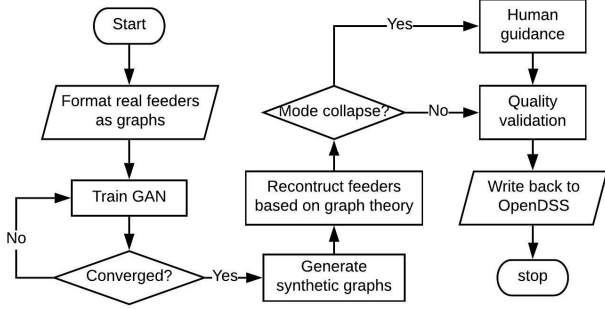 Start
Format real feeders
as graphs
Train GAN
No
Converged?
Yes
Generate
synthetic graphs
Recontruct feeders
based on graph theory
Mode collapse?
Yes
No
Human
guidance
Quality
validation
Write back to
OpenDSS
stop